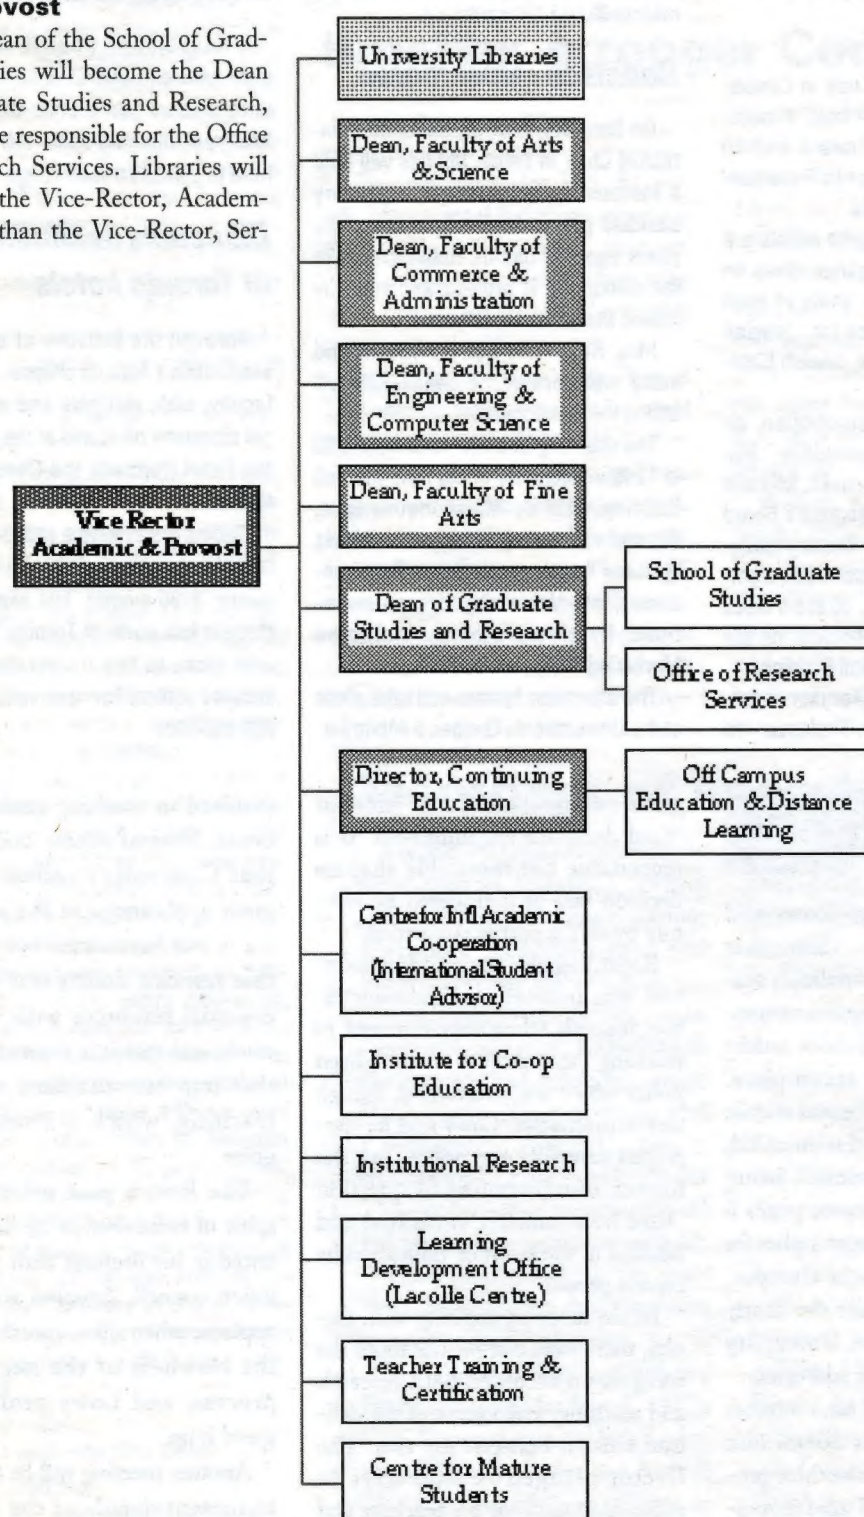 ovost
ean of the School of Grad-
ies will become the Dean
ate Studies and Research,
e responsible for the Office
ch Services. Libraries will
the Vice-Rector, Academ-
than the Vice-Rector, Ser-
University Libraries
Dean, Faculty of Arts
& Science
Dean, Faculty of
Commerce &
Administration
Dean, Faculty of
Engineering &
Computer Science
Dean, Faculty of Fine
Arts
Vice Rector
Academic & Provost
Dean of Graduate
Studies and Research
School of Graduate
Studies
Office of Research
Services
Director, Continuing
Education
Off Campus
Education & Distance
Learning
Centre for Int'l Academic
Co-operation
(International Student
Advisor)
Institute for Co-op
Education
Institutional Research
Learning
Development Office
(Lacolle Centre)
Teacher Training &
Certification
Centre for Mature
Students